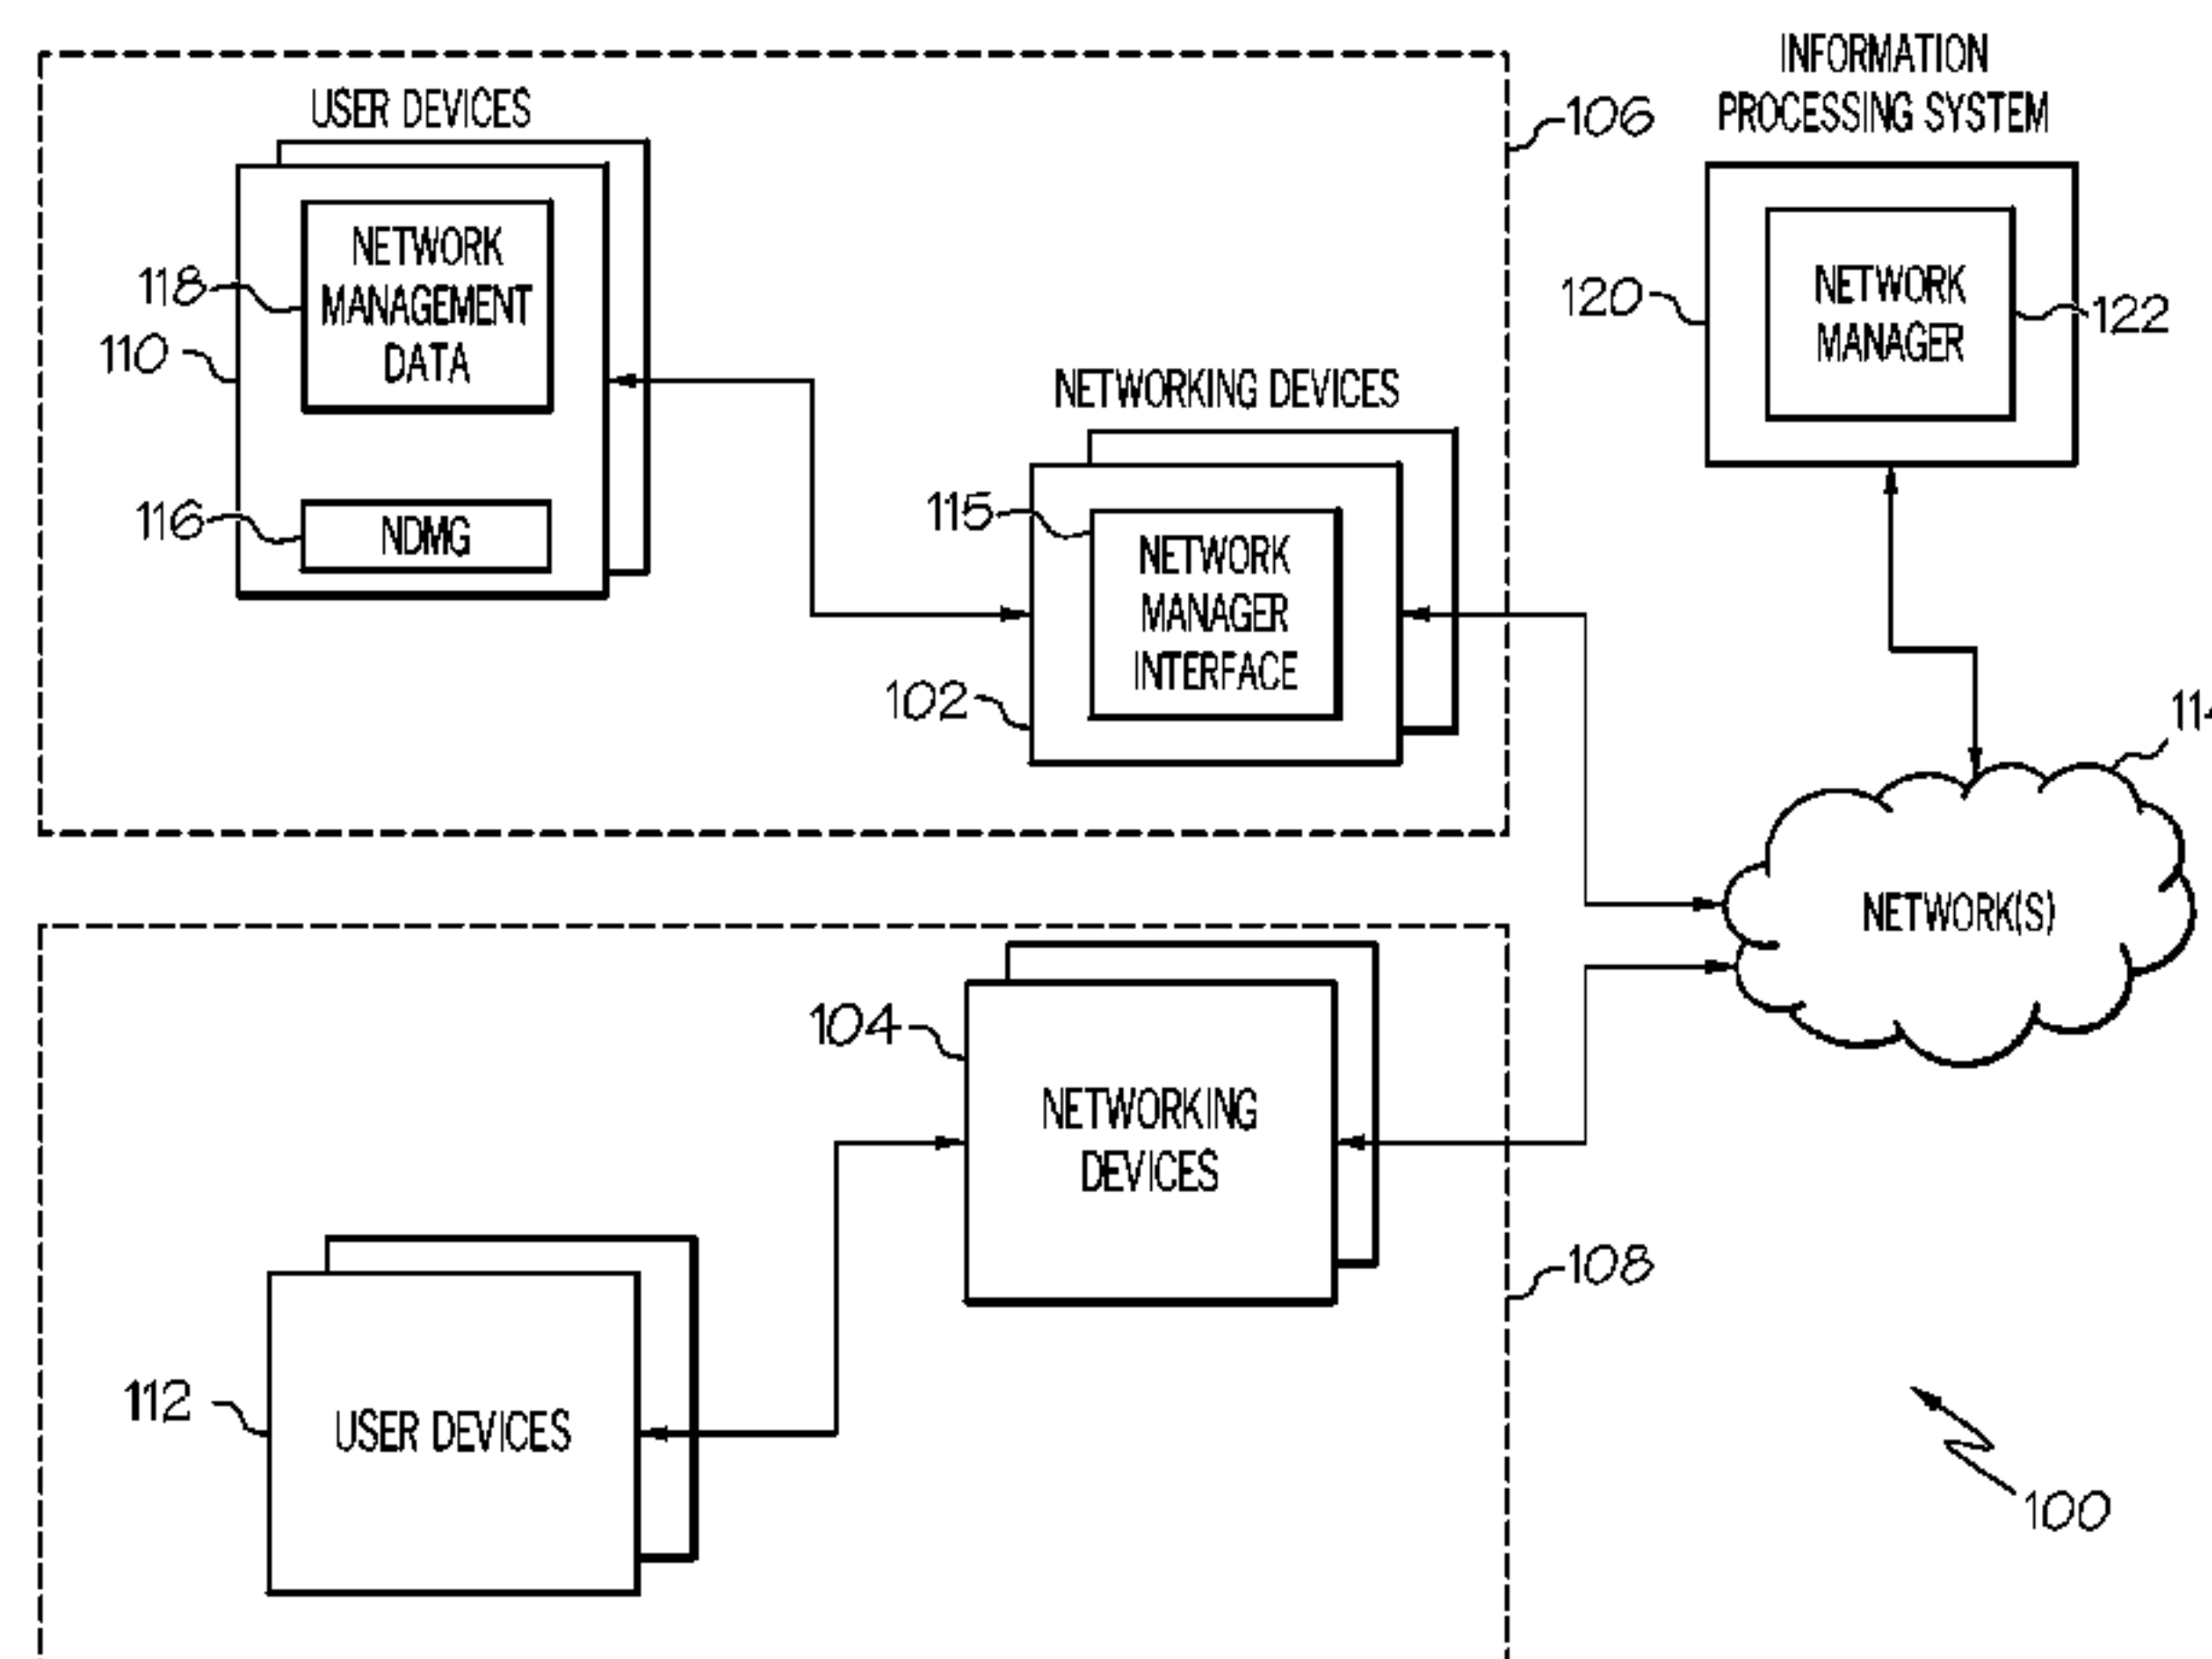 USER DEVICES
106
INFORMATION
PROCESSING SYSTEM
NETWORK
MANAGEMENT
DATA
118
110
120
NETWORK
MANAGER
122
NETWORKING DEVICES
116
NDMG
115
NETWORK
MANAGER
INTERFACE
102
NETWORK(S)
104
NETWORKING
DEVICES
108
112
USER DEVICES
100